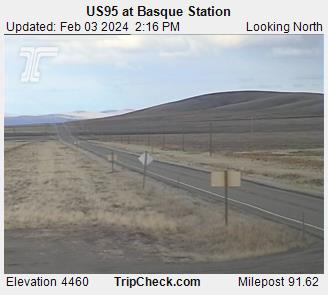 US95 at Basque Station
Updated: Feb 03 2024 2:16 PM Looking North
Elevation 4460 TripCheck.com Milepost 91.62